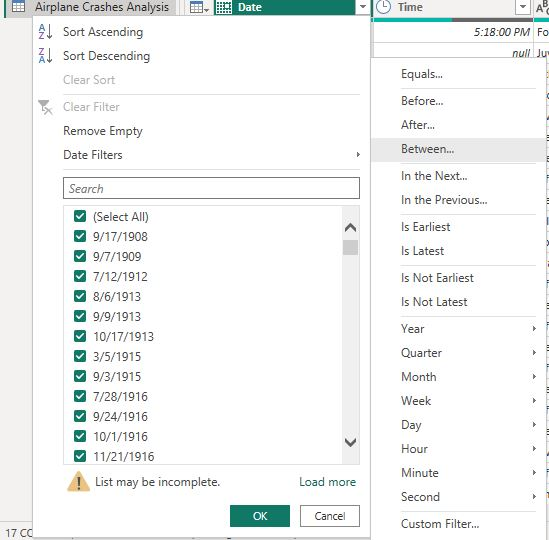 Airplane Crashes Analysis
Date
Time
Sort Ascending
Sort Descending
Clear Sort
Clear Filter
Remove Empty
Date Filters
Search
(Select All)
9/17/1908
9/7/1909
7/12/1912
8/6/1913
9/9/1913
10/17/1913
3/5/1915
9/3/1915
7/28/1916
9/24/1916
10/1/1916
11/21/1916
List may be incomplete.
Load more
OK
Cancel
5:18:00 PM
null
Equals...
Before...
After...
Between...
In the Next...
In the Previous...
Is Earliest
Is Latest
Is Not Earliest
Is Not Latest
Year
Quarter
Month
Week
Day
Hour
Minute
Second
Custom Filter...
17 CO